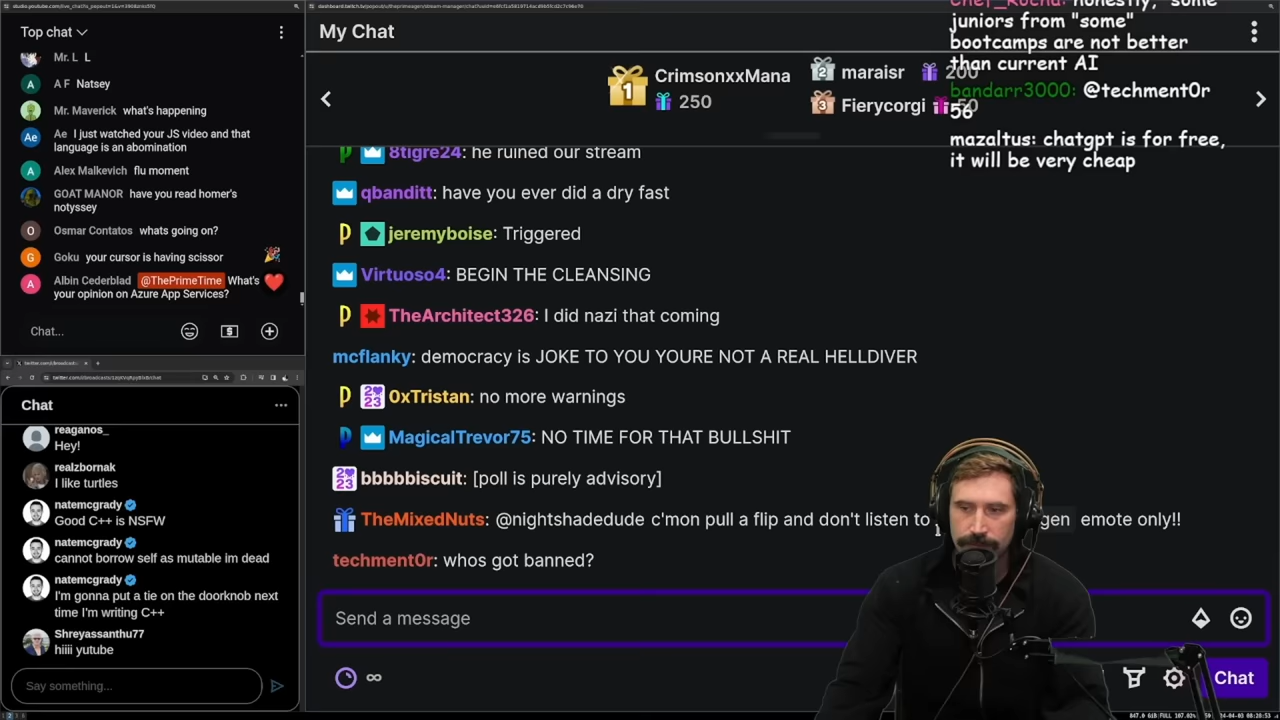 Top chat
Mr. L L
A F Natsey
Mr. Maverick what's happening
Ae I just watched your JS video and that
language is an abomination
Alex Malkevich flu moment
GOAT MANOR have you read homer's
notyssey
Osmar Contatos whats going on?
Goku your cursor is having scissor
Albin Cederblad @ThePrimeTime What's
your opinion on Azure App Services?
Chat...
Chat
reaganos_
Hey!
realzbornak
I like turtles
natemcgrady
Good C++ is NSFW
natemcgrady
cannot borrow self as mutable im dead
natemcgrady
I'm gonna put a tie on the doorknob next
time I'm writing C++
Shreyassanthu77
hiiii yutube
Say something...
My Chat
1 CrimsonxxMana
250
2 maraisr 200
3 Fierycorgi 50
8tigre24: he ruined our stream
qbanditt: have you ever did a dry fast
jeremyboise: Triggered
Virtuoso4: BEGIN THE CLEANSING
TheArchitect326: I did nazi that coming
mcflanky: democracy is JOKE TO YOU YOURE NOT A REAL HELLDIVER
0xTristan: no more warnings
MagicalTrevor75: NO TIME FOR THAT BULLSHIT
bbbbbiscuit: [poll is purely advisory]
TheMixedNuts: @nightshadedude c'mon pull a flip and don't listen to gen emote only!!
techment0r: whos got banned?
Send a message
Chat
Chef_Rocha: honestly, "some"
juniors from "some"
bootcamps are not better
than current AI
bandarr3000: @techment0r
56
mazaltus: chatgpt is for free,
it will be very cheap